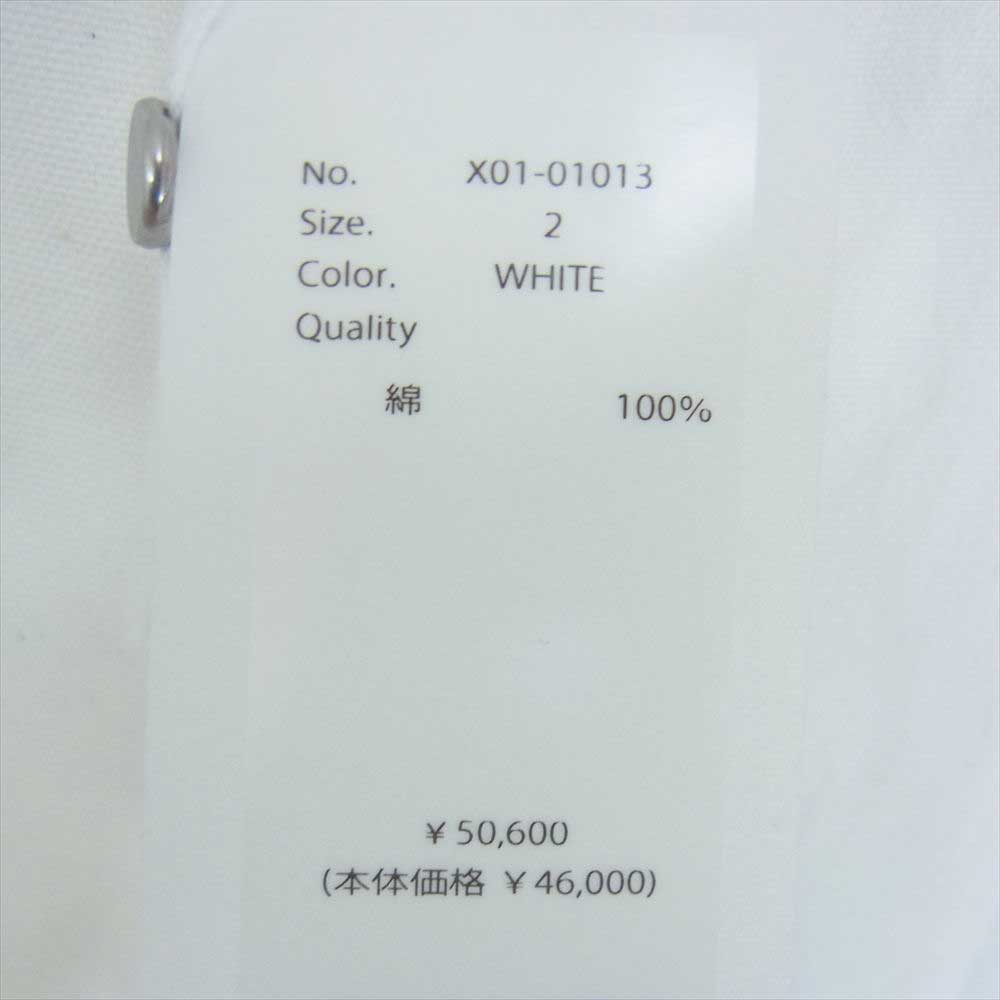 No. X01-01013
Size. 2
Color. WHITE
Quality
綿 100%
¥ 50,600
(本体価格 ¥ 46,000)